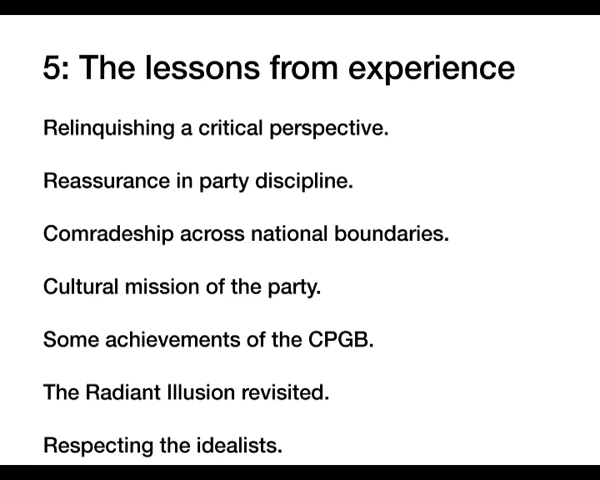 5: The lessons from experience
Relinquishing a critical perspective.
Reassurance in party discipline.
Comradeship across national boundaries.
Cultural mission of the party.
Some achievements of the CPGB.
The Radiant Illusion revisited.
Respecting the idealists.